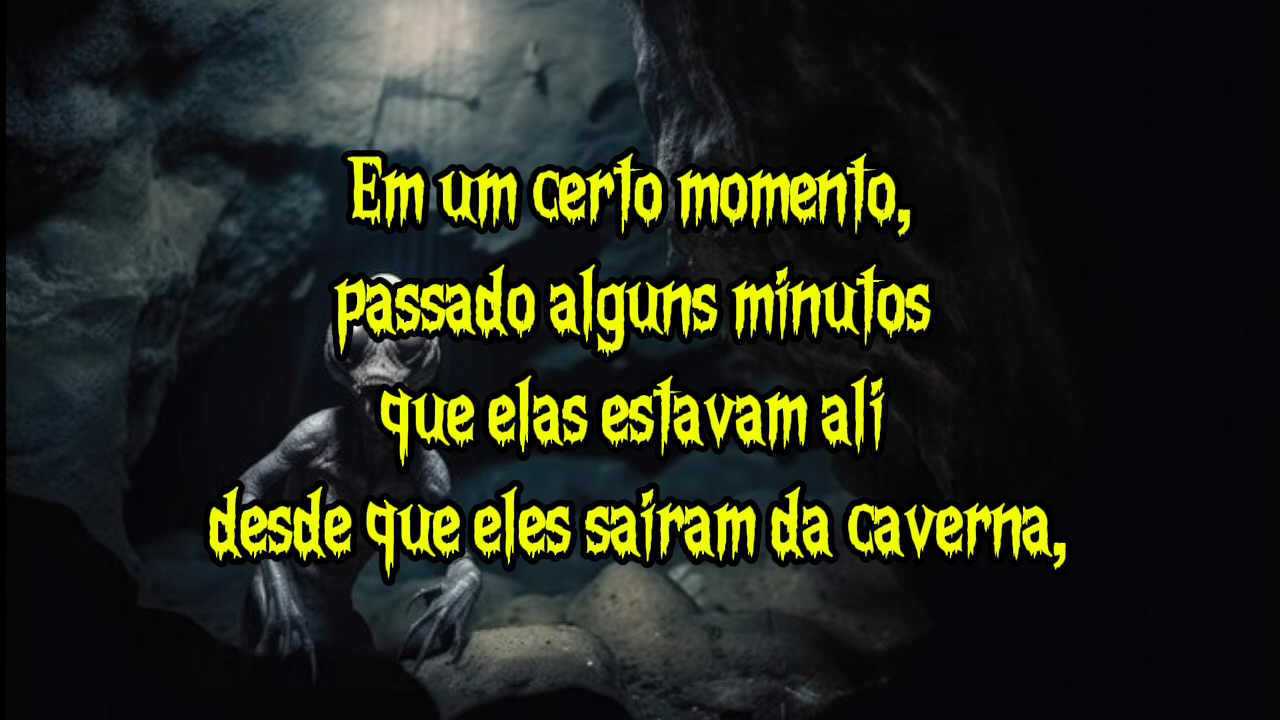 Em um certo momento,
passado alguns minutos
que elas estavam ali
desde que eles sairam da caverna,